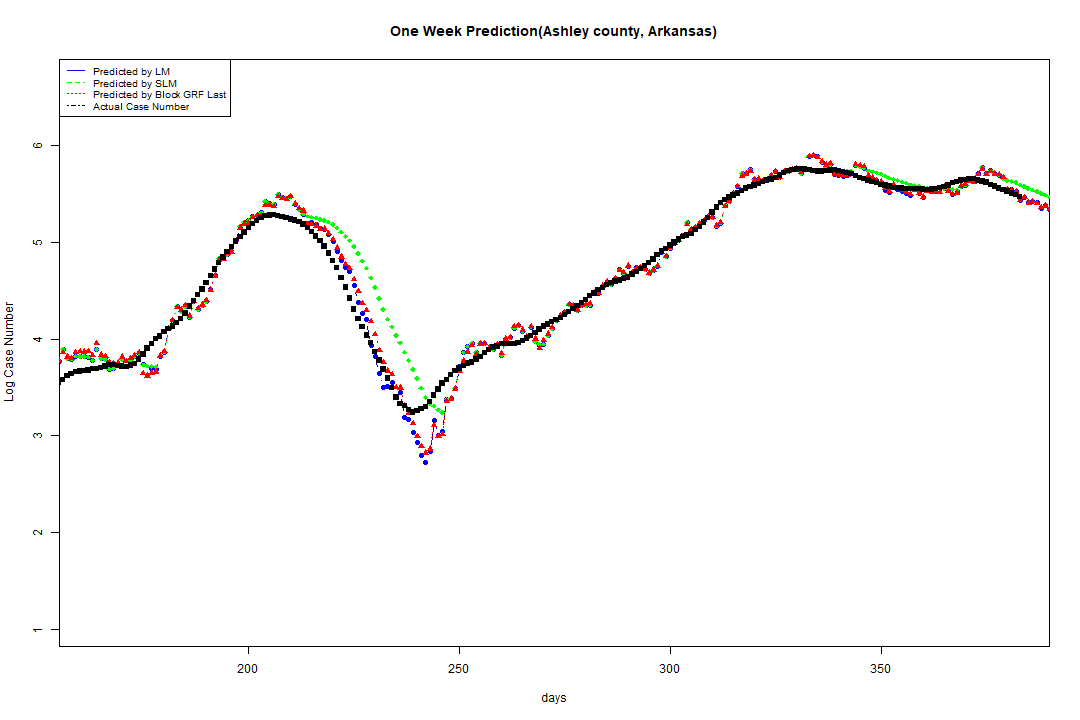 One Week Prediction(Ashley county, Arkansas)
Predicted by LM
Predicted by SLM
Predicted by Block GRF Last
Actual Case Number
6
5
4
3
2
1
Log Case Number
200 250 300 350
days